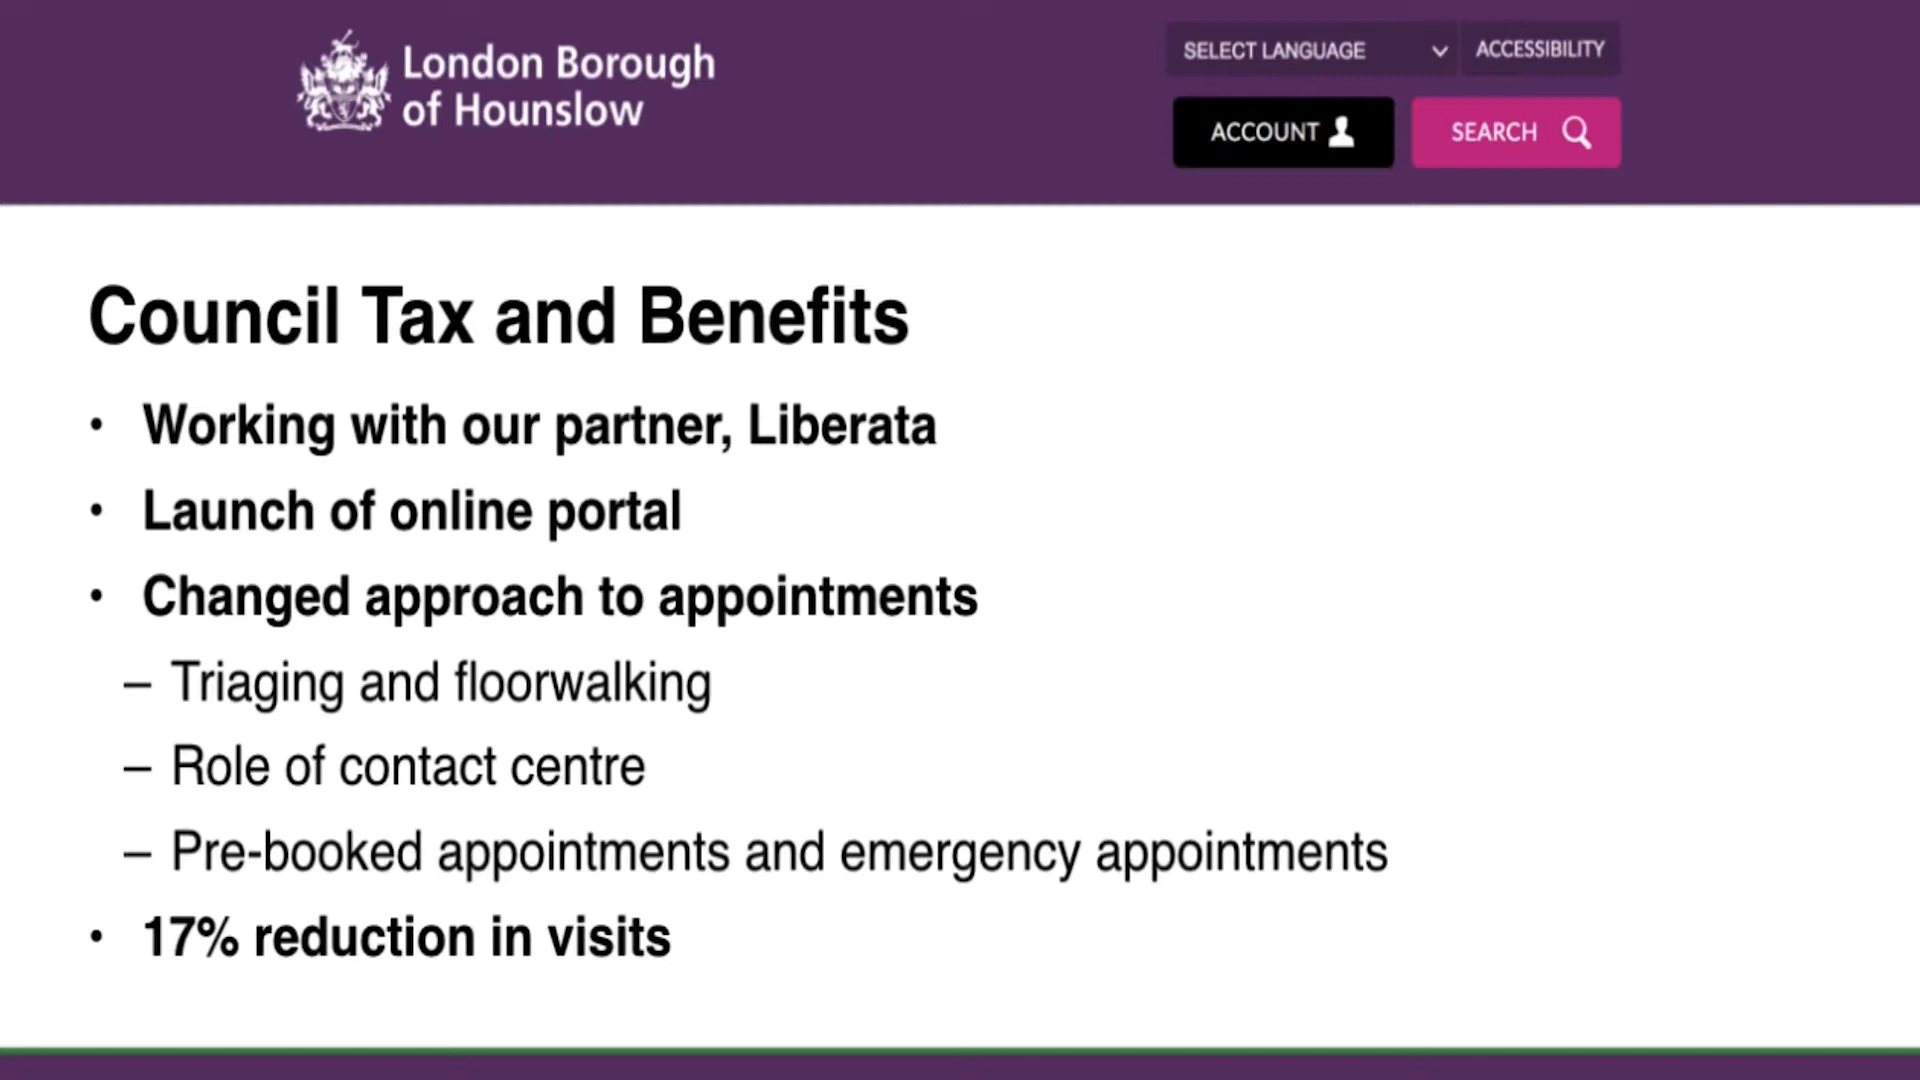 London Borough
of Hounslow
SELECT LANGUAGE
ACCESSIBILITY
ACCOUNT
SEARCH
Council Tax and Benefits
• Working with our partner, Liberata
• Launch of online portal
• Changed approach to appointments
– Triaging and floorwalking
– Role of contact centre
– Pre-booked appointments and emergency appointments
• 17% reduction in visits